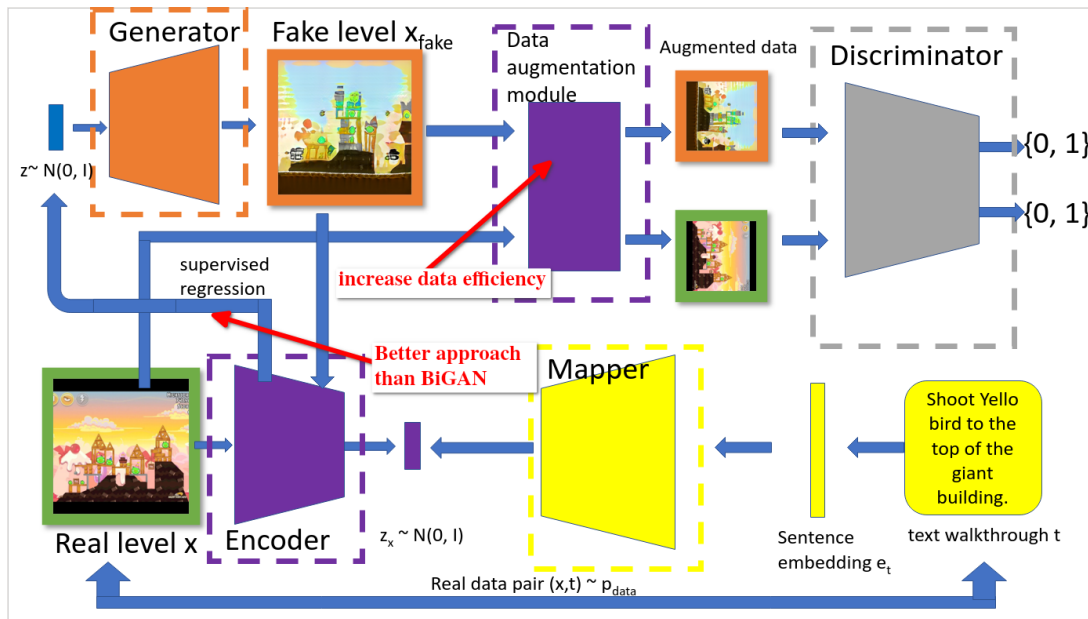 Generator
Fake level x_fake
Data
augmentation
module
Augmented data
Discriminator
z~ N(0, I)
{0, 1}
{0, 1}
increase data efficiency
supervised
regression
Better approach
than BiGAN
Mapper
Shoot Yello
bird to the
top of the
giant
building.
Real level x
Encoder
z_x ~ N(0, I)
Sentence
embedding e_t
text walkthrough t
Real data pair (x,t) ~ p_data